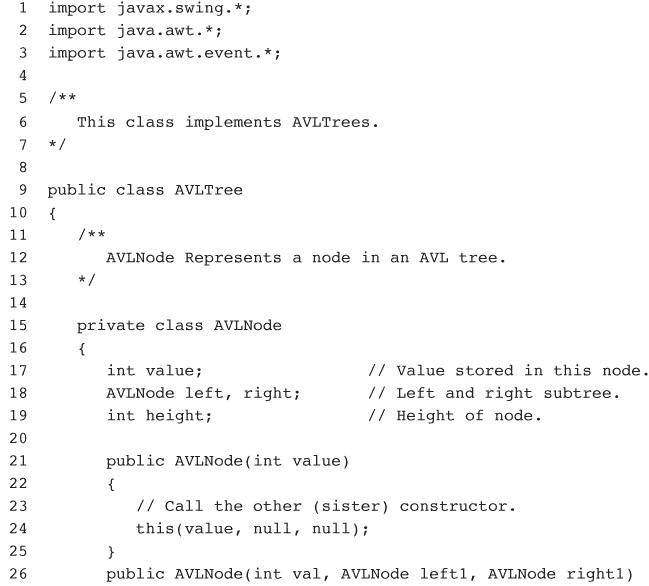 1 import javax.swing.*;
2 import java.awt.*;
3 import java.awt.event.*;
4
5 /**
6 This class implements AVLTrees.
7 */
8
9 public class AVLTree
10 {
11 /**
12 AVLNode Represents a node in an AVL tree.
13 */
14
15 private class AVLNode
16 {
17 int value; // Value stored in this node.
18 AVLNode left, right; // Left and right subtree.
19 int height; // Height of node.
20
21 public AVLNode(int value)
22 {
23 // Call the other (sister) constructor.
24 this(value, null, null);
25 }
26 public AVLNode(int val, AVLNode left1, AVLNode right1)